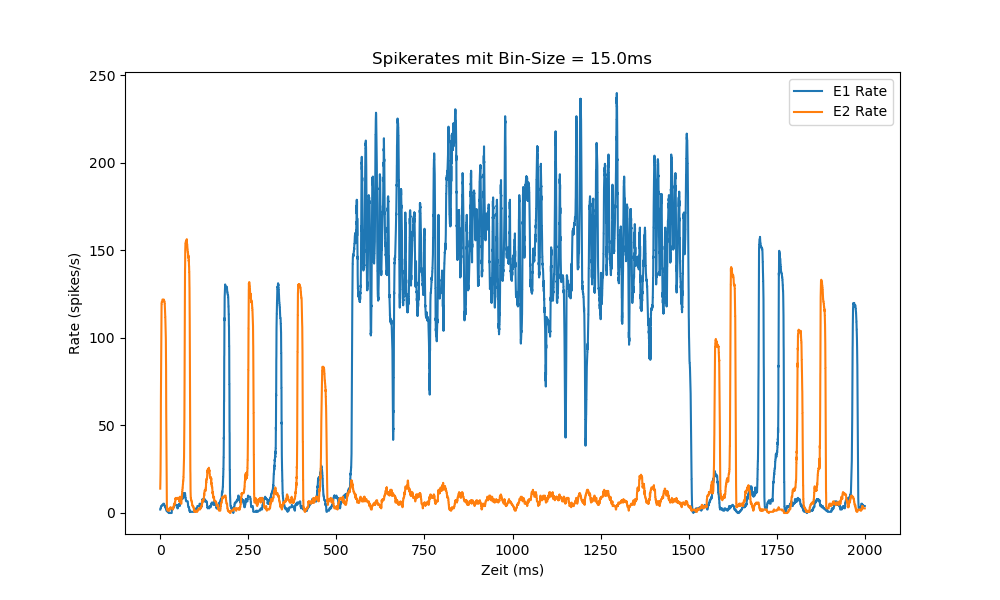 Spikerates mit Bin-Size = 15.0ms
E1 Rate
E2 Rate
Rate (spikes/s)
250
200
150
100
50
0
0 250 500 750 1000 1250 1500 1750 2000
Zeit (ms)